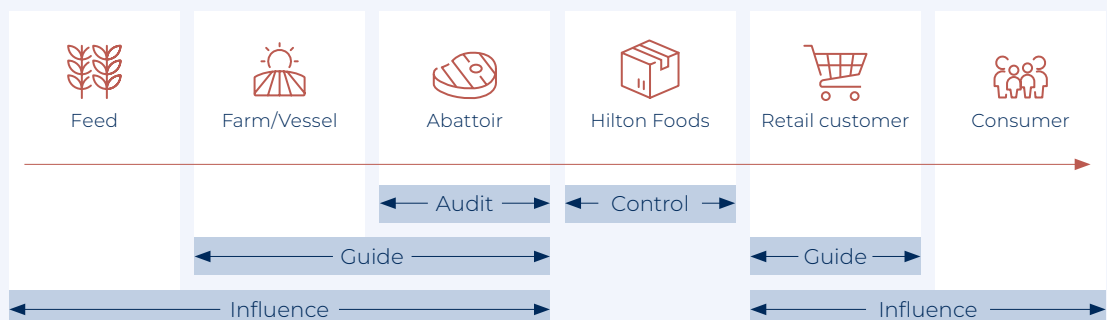 Feed
Farm/Vessel
Abattoir
Hilton Foods
Retail customer
Consumer
Audit
Control
Guide
Guide
Influence
Influence